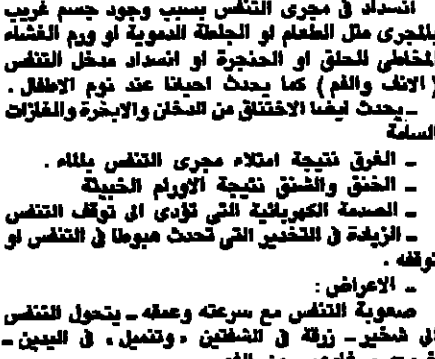 انسداد في مجرى التنفس بسبب وجود جسم غريب
بالمجرى مثل الطعام او الجلطة الدموية او ورم الغشاء
المخاطي للحلق او الحنجرة او انسداد مدخل التنفس
( الانف والفم ) كما يحدث احيانا عند نوم الاطفال .
ـ يحدث ايضا الاختناق من الدخان والابخرة والغازات
السامة
ـ الغرق نتيجة امتلاء مجرى التنفس بالماء .
ـ الخنق والشنق نتيجة الاورام الخبيثة
ـ الصدمة الكهربائية التي تؤدى الى توقف التنفس
ـ الزيادة في التخدير التي تحدث هبوطا في التنفس او
توقفه .
ـ الاعراض :
صعوبة التنفس مع سرعته وعمقه ـ يتحول التنفس
الى شخير ـ زرقة في الشفتين ، وتنميل ، في اليدين ـ